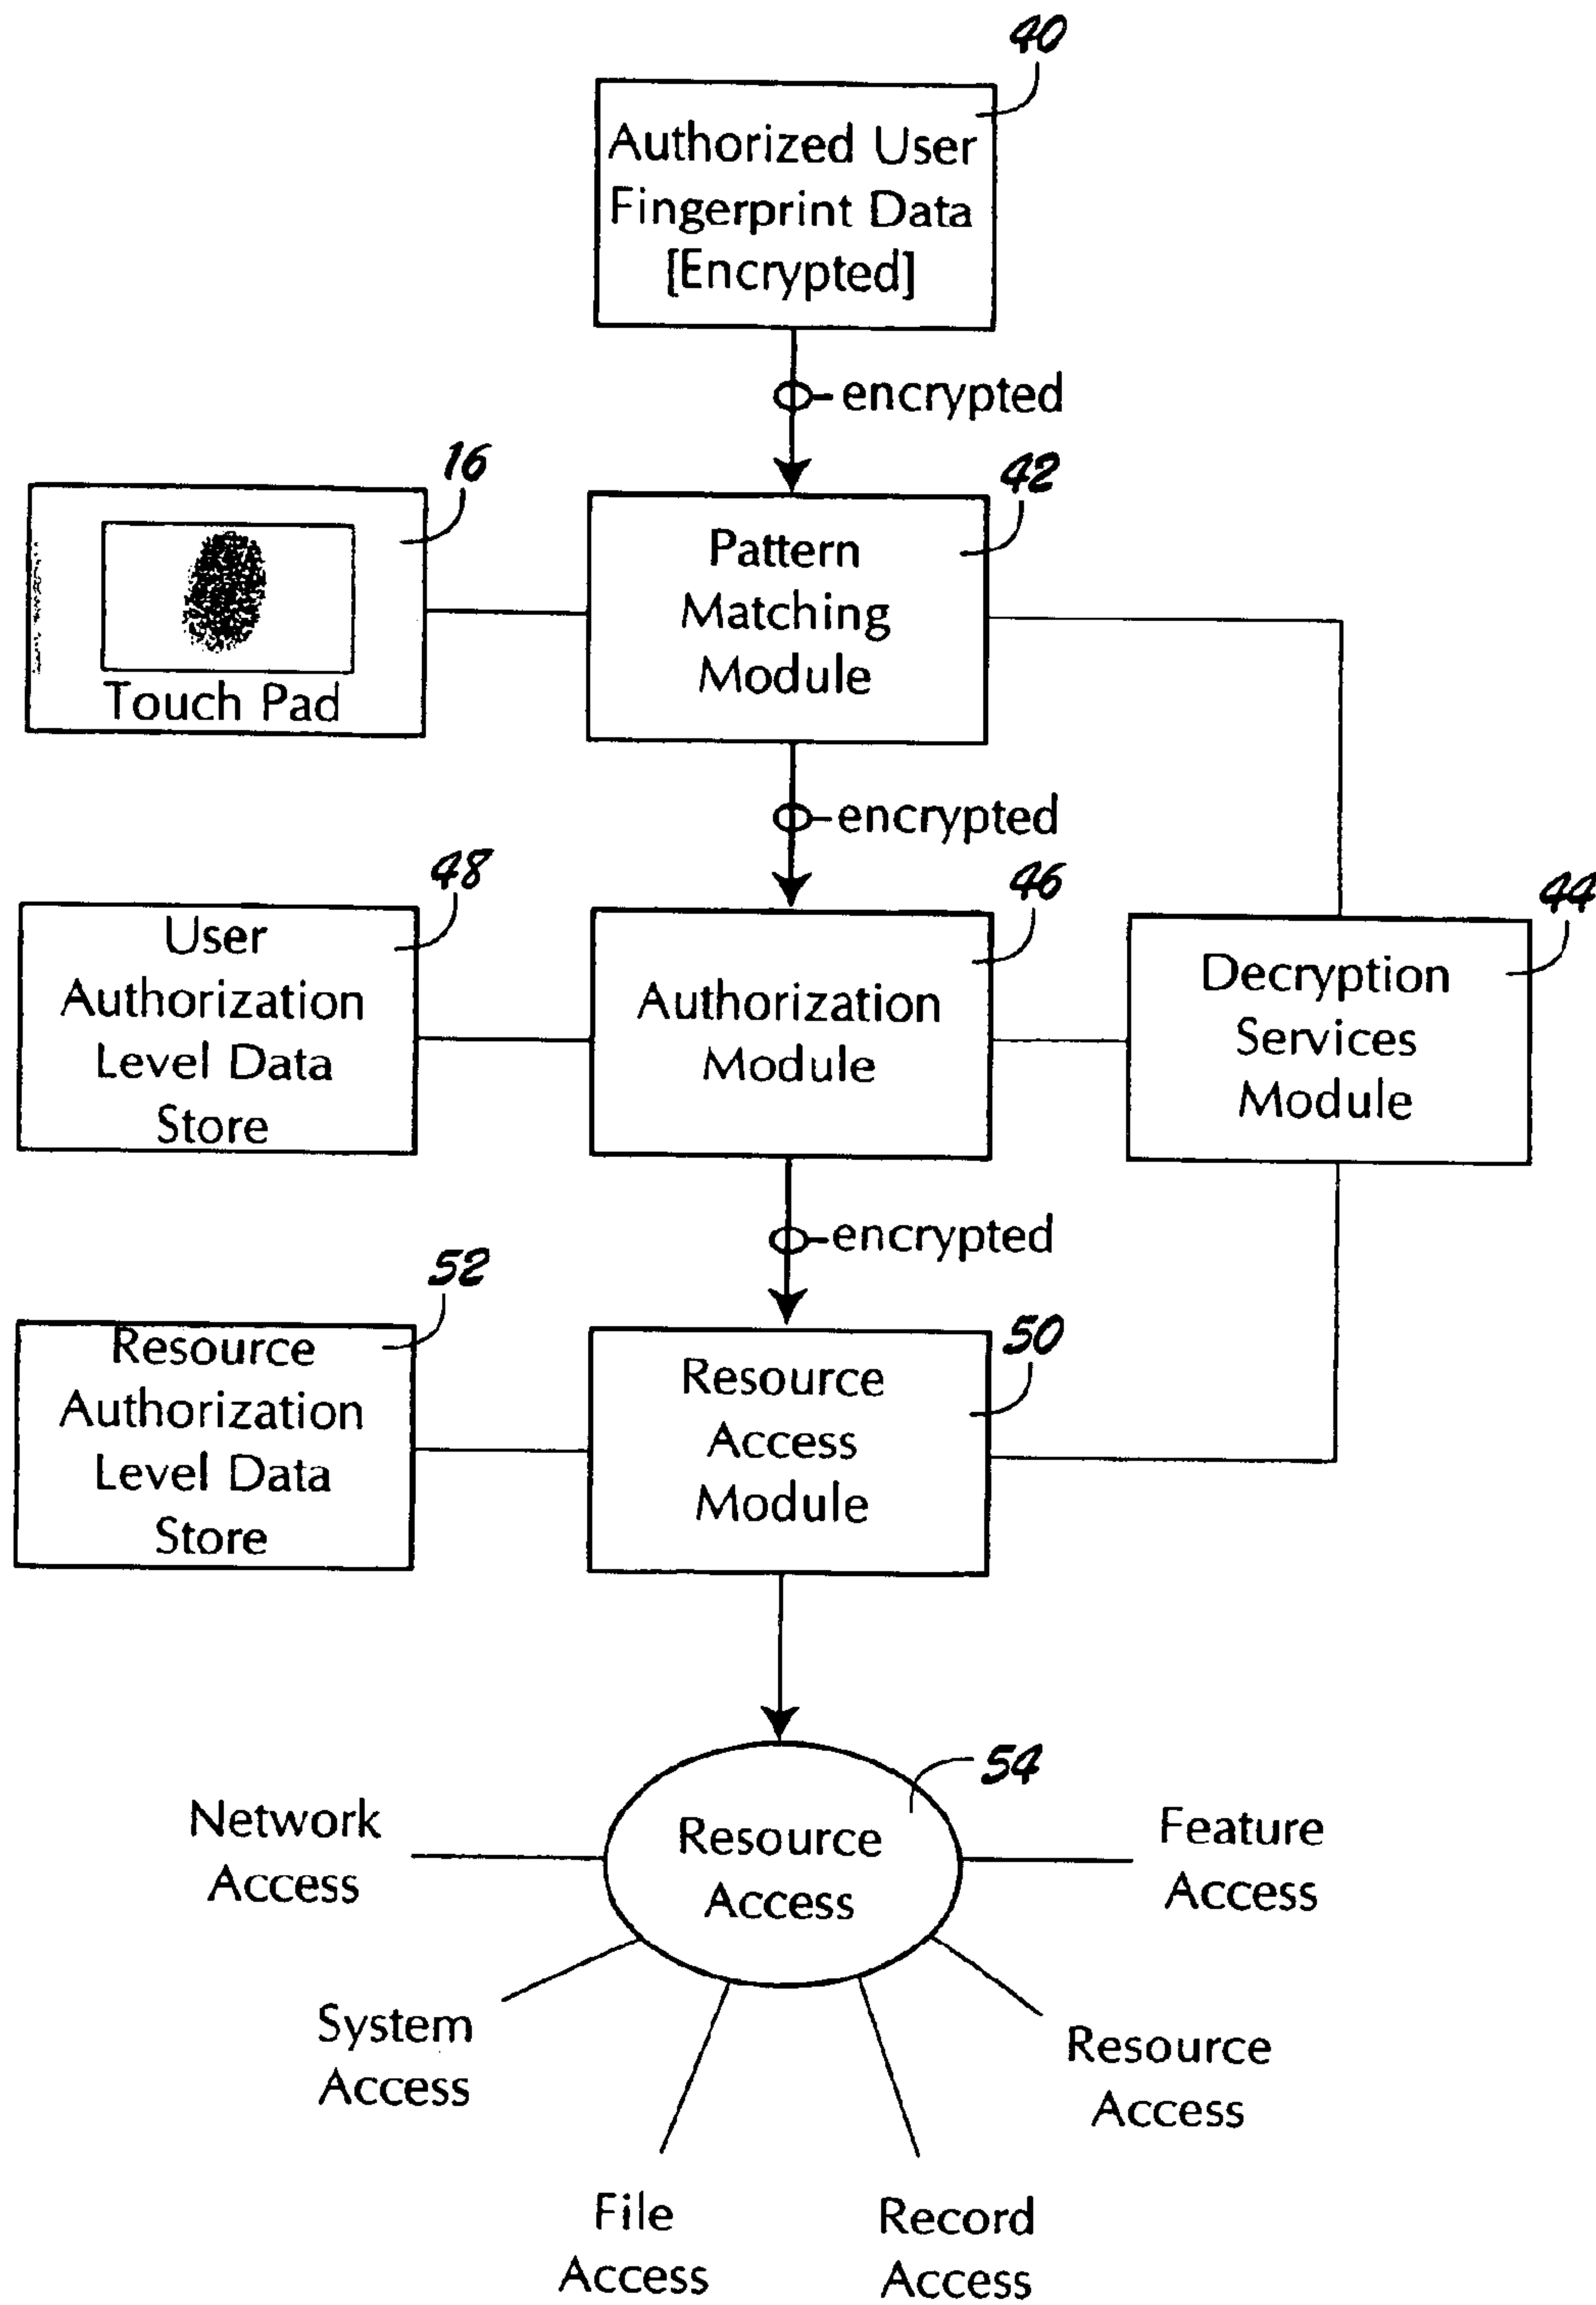 40
Authorized User
Fingerprint Data
[Encrypted]
encrypted
16
Touch Pad
42
Pattern
Matching
Module
encrypted
48
User
Authorization
Level Data
Store
46
Authorization
Module
44
Decryption
Services
Module
encrypted
52
Resource
Authorization
Level Data
Store
50
Resource
Access
Module
54
Resource
Access
Network
Access
System
Access
File
Access
Record
Access
Resource
Access
Feature
Access